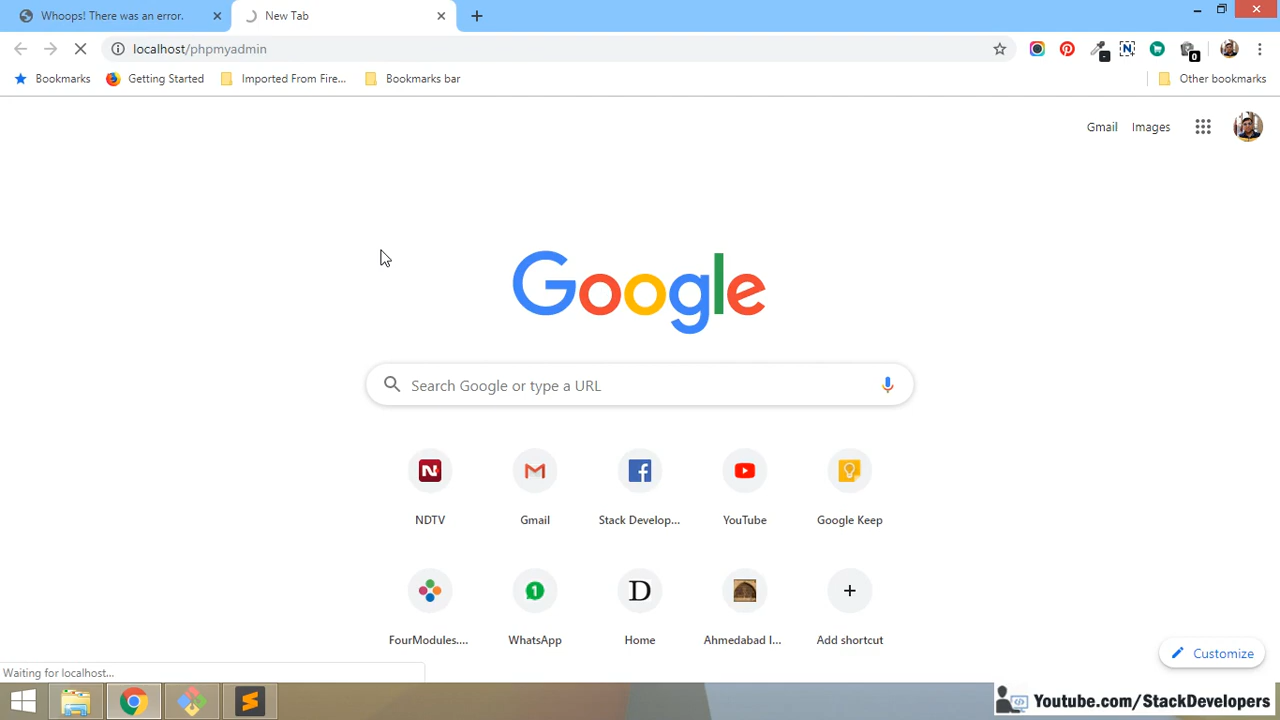 Whoops! There was an error.
New Tab
localhost/phpmyadmin
0
Bookmarks
Getting Started
Imported From Fire...
Bookmarks bar
Other bookmarks
Gmail
Images
Google
Search Google or type a URL
NDTV
Gmail
Stack Develop...
YouTube
Google Keep
FourModules....
WhatsApp
Home
Ahmedabad I...
Add shortcut
Customize
Waiting for localhost...
Youtube.com/StackDevelopers